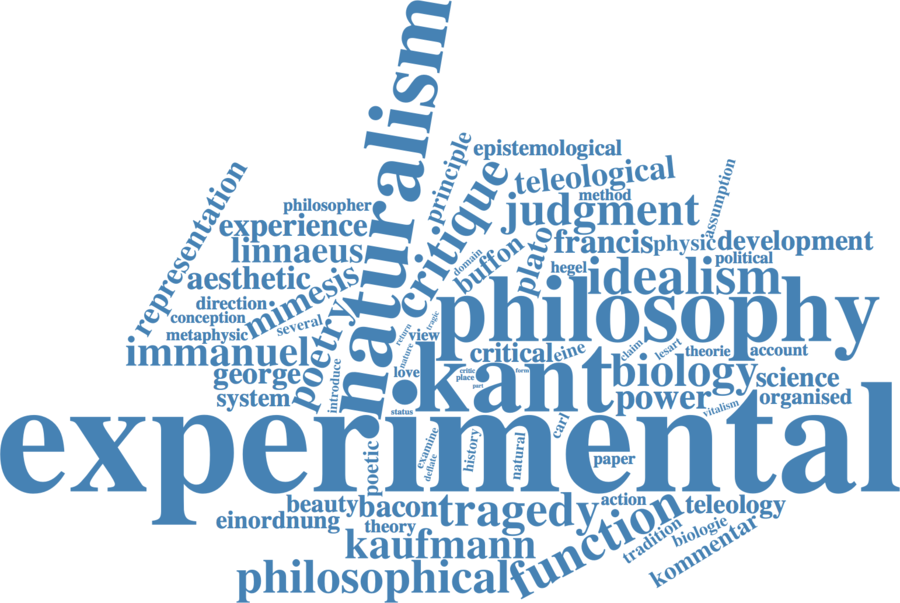 naturalism
principle
epistemological
critique
teleological
method
assumption
representation
philosopher
experience
judgment
linnaeus
domain
buffon
plato
francis
physic
development
political
aesthetic
mimesis
hegel
idealism
direction
conception
several
metaphysic
poetry
return
tragic
view
nature
philosophy
immanuel
critical
eine
claim
lesart
theorie
account
george
introduce
love
critic
place
part
form
kant
biology
science
system
status
power
vitalism
organised
experimental
poetic
examine
debate
history
natural
carl
paper
beauty
bacon
tragedy
action
function
teleology
einordnung
theory
tradition
biologie
kaufmann
kommentar
philosophical